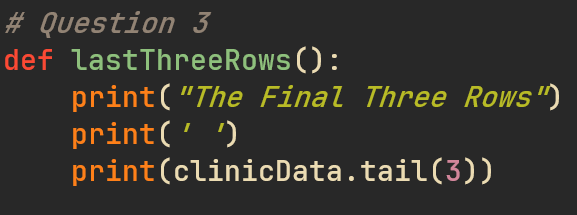 # Question 3
def lastThreeRows():
    print("The Final Three Rows")
    print(' ')
    print(clinicData.tail(3))